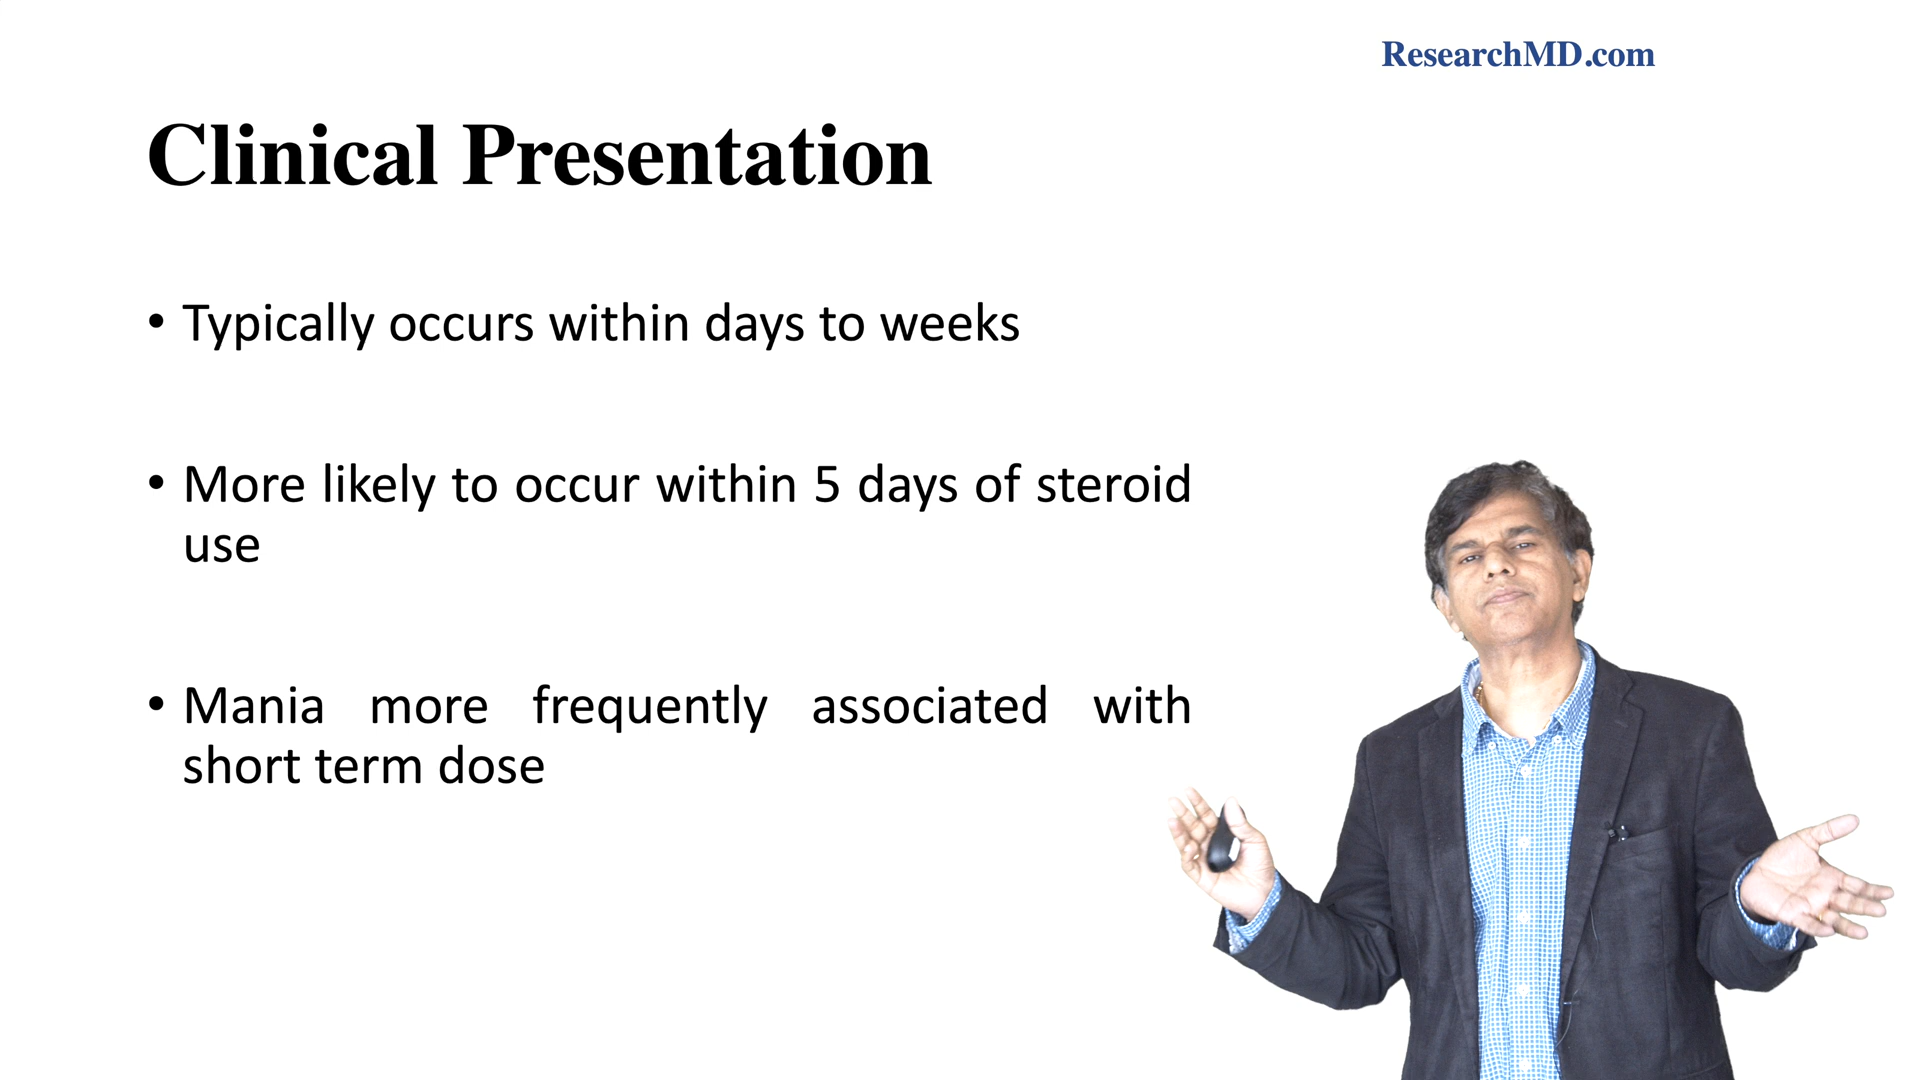 ResearchMD.com
Clinical Presentation
• Typically occurs within days to weeks
• More likely to occur within 5 days of steroid
use
• Mania more frequently associated with
short term dose